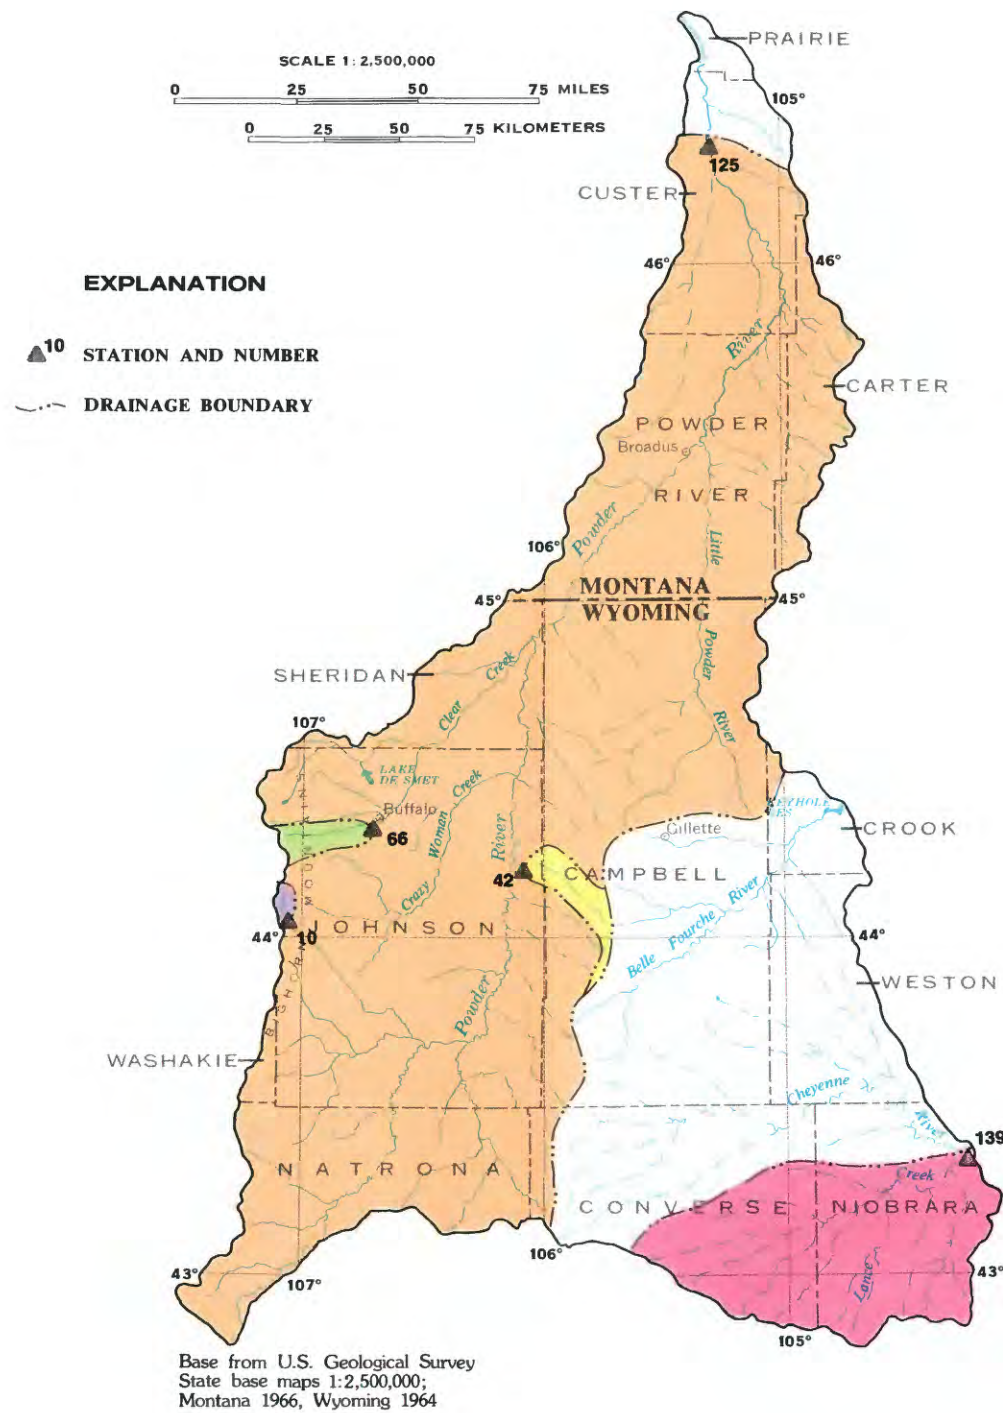 PRAIRIE
SCALE 1:2,500,000
0 25 50 75 MILES
0 25 50 75 KILOMETERS
105°
125
CUSTER
46°
46°
EXPLANATION
10 STATION AND NUMBER
DRAINAGE BOUNDARY
River
CARTER
POWDER
Broadus
RIVER
Powder
Little
106°
MONTANA
45°
45°
WYOMING
Powder
SHERIDAN
Creek
Clear
River
107°
LAKE
DE SMET
Creek
Buffalo
KEYHOLE
RES
66
Woman
River
Gillette
CROOK
42
CAMPBELL
Crazy
MOUNTAINS
River
Fourche
Belle
10
JOHNSON
44°
44°
BIGHORN
WESTON
Powder
WASHAKIE
Cheyenne
River
139
NATRONA
Creek
CONVERSE
NIOBRARA
106°
43°
107°
43°
Lance
105°
Base from U.S. Geological Survey
State base maps 1:2,500,000;
Montana 1966, Wyoming 1964